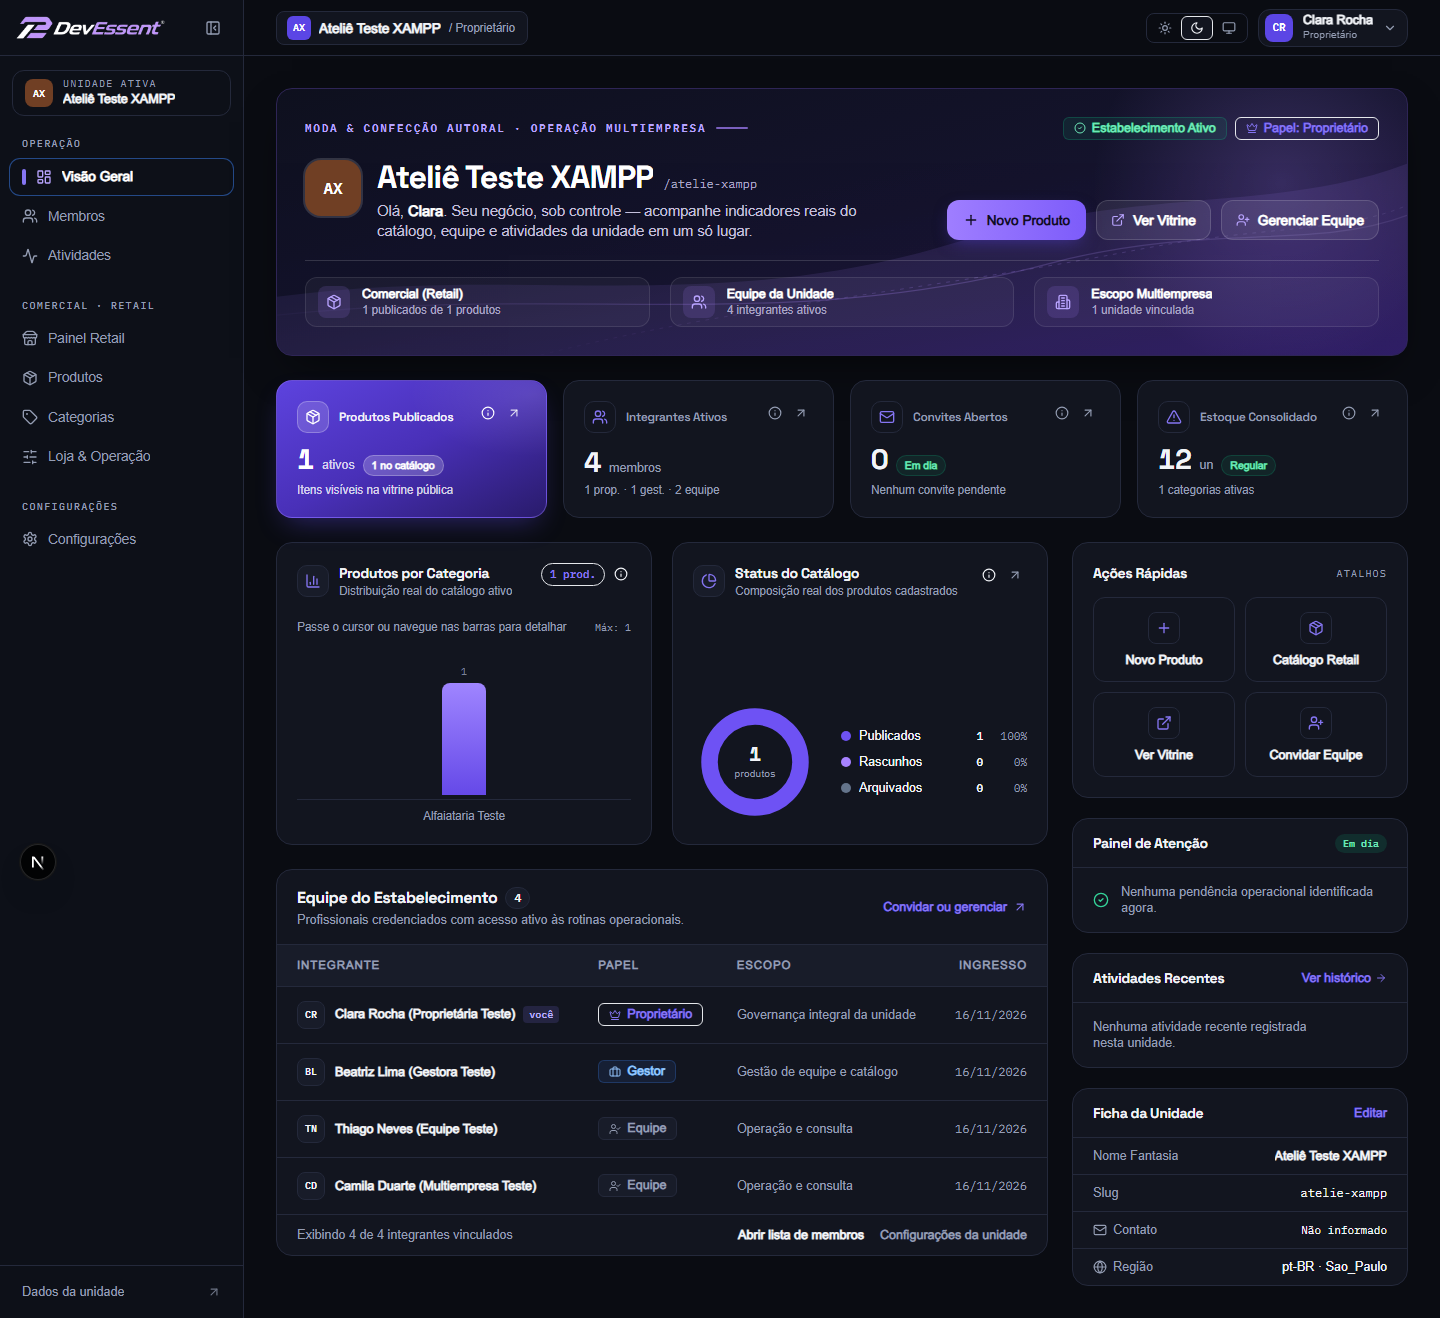 DevEssent
AX Ateliê Teste XAMPP / Proprietário
CR Clara Rocha
Proprietário
AX UNIDADE ATIVA
Ateliê Teste XAMPP
OPERAÇÃO
Visão Geral
Membros
Atividades
COMERCIAL · RETAIL
Painel Retail
Produtos
Categorias
Loja & Operação
CONFIGURAÇÕES
Configurações
N
Dados da unidade
MODA & CONFECÇÃO AUTORAL · OPERAÇÃO MULTIEMPRESA
Estabelecimento Ativo
Papel: Proprietário
AX
Ateliê Teste XAMPP /atelie-xampp
Olá, Clara. Seu negócio, sob controle — acompanhe indicadores reais do
catálogo, equipe e atividades da unidade em um só lugar.
Novo Produto
Ver Vitrine
Gerenciar Equipe
Comercial (Retail)
1 publicados de 1 produtos
Equipe da Unidade
4 integrantes ativos
Escopo Multiempresa
1 unidade vinculada
Produtos Publicados
1 ativos 1 no catálogo
Itens visíveis na vitrine pública
Integrantes Ativos
4 membros
1 prop. · 1 gest. · 2 equipe
Convites Abertos
0 Em dia
Nenhum convite pendente
Estoque Consolidado
12 un Regular
1 categorias ativas
Produtos por Categoria 1 prod.
Distribuição real do catálogo ativo
Passe o cursor ou navegue nas barras para detalhar Máx: 1
1
Alfaiataria Teste
Status do Catálogo
Composição real dos produtos cadastrados
1
produtos
Publicados 1 100%
Rascunhos 0 0%
Arquivados 0 0%
Ações Rápidas ATALHOS
Novo Produto
Catálogo Retail
Ver Vitrine
Convidar Equipe
Painel de Atenção Em dia
Nenhuma pendência operacional identificada
agora.
Atividades Recentes Ver histórico
Nenhuma atividade recente registrada
nesta unidade.
Ficha da Unidade Editar
Nome Fantasia Ateliê Teste XAMPP
Slug atelie-xampp
Contato Não informado
Região pt-BR · Sao_Paulo
Equipe do Estabelecimento 4
Profissionais credenciados com acesso ativo às rotinas operacionais.
Convidar ou gerenciar
INTEGRANTE PAPEL ESCOPO INGRESSO
CR Clara Rocha (Proprietária Teste) você Proprietário Governança integral da unidade 16/11/2026
BL Beatriz Lima (Gestora Teste) Gestor Gestão de equipe e catálogo 16/11/2026
TN Thiago Neves (Equipe Teste) Equipe Operação e consulta 16/11/2026
CD Camila Duarte (Multiempresa Teste) Equipe Operação e consulta 16/11/2026
Exibindo 4 de 4 integrantes vinculados Abrir lista de membros Configurações da unidade